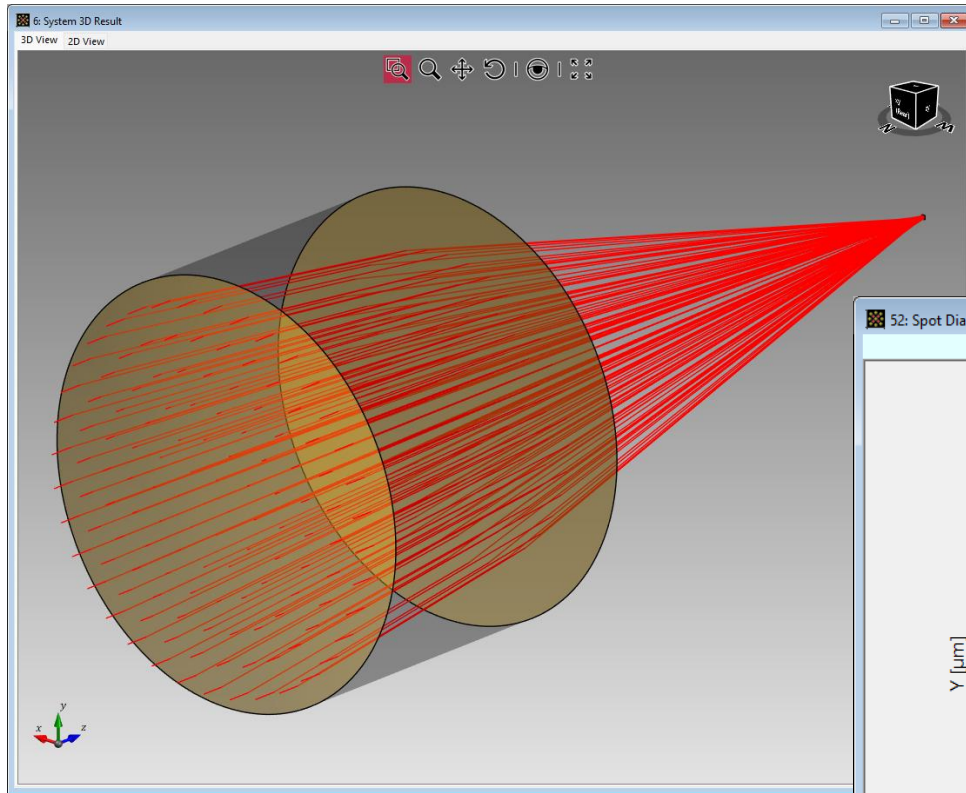 6: System 3D Result
3D View 2D View
52: Spot Dia
Y [µm]
y
x
z